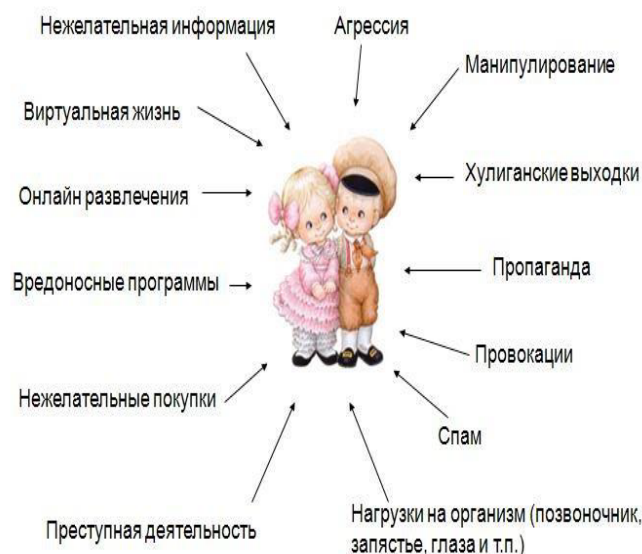 Нежелательная информация
Агрессия
Манипулирование
Виртуальная жизнь
Хулиганские выходки
Онлайн развлечения
Пропаганда
Вредоносные программы
Провокации
Нежелательные покупки
Спам
Преступная деятельность
Нагрузки на организм (позвоночник,
запястье, глаза и т.п.)